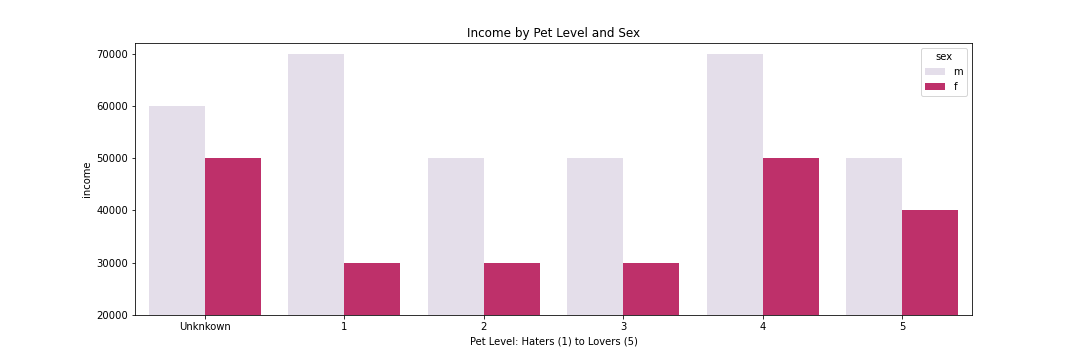 Income by Pet Level and Sex
sex
m
f
income
70000
60000
50000
40000
30000
20000
Unknkown 1 2 3 4 5
Pet Level: Haters (1) to Lovers (5)